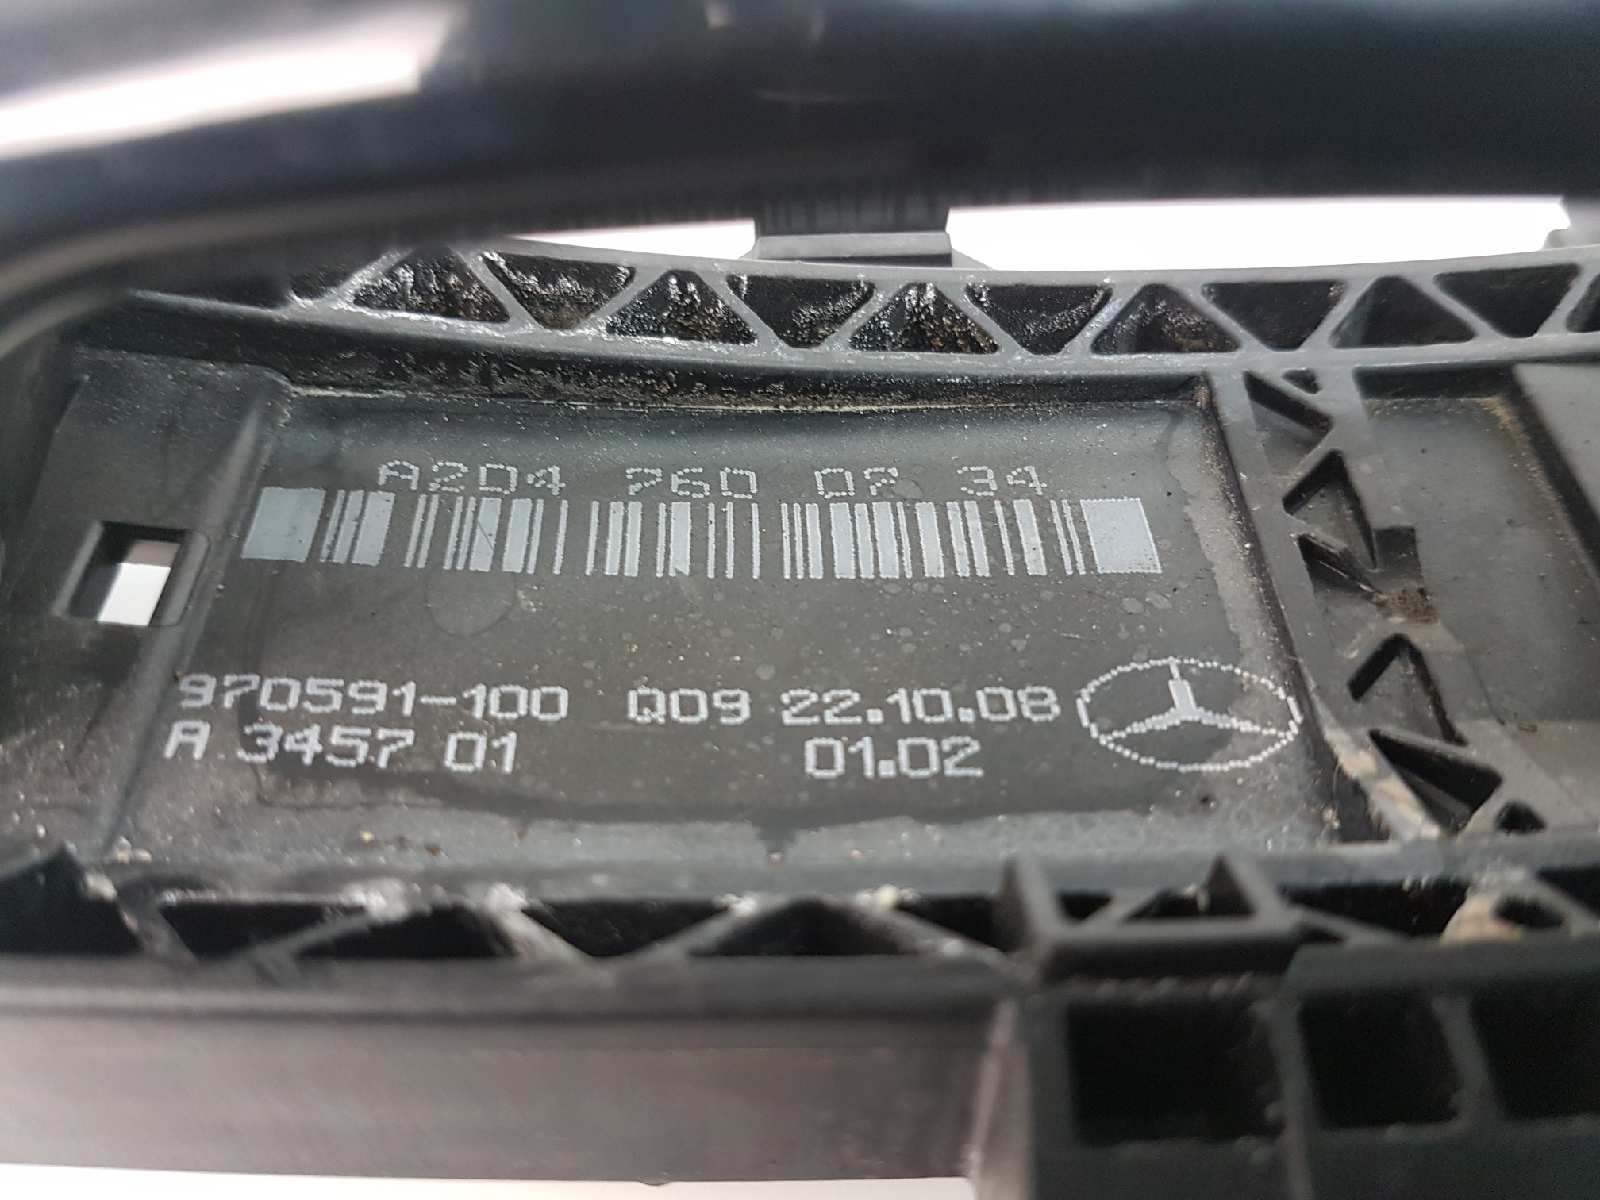 A204 760 07 34
970591-100 Q09 22.10.08
A 3457 01 01.02